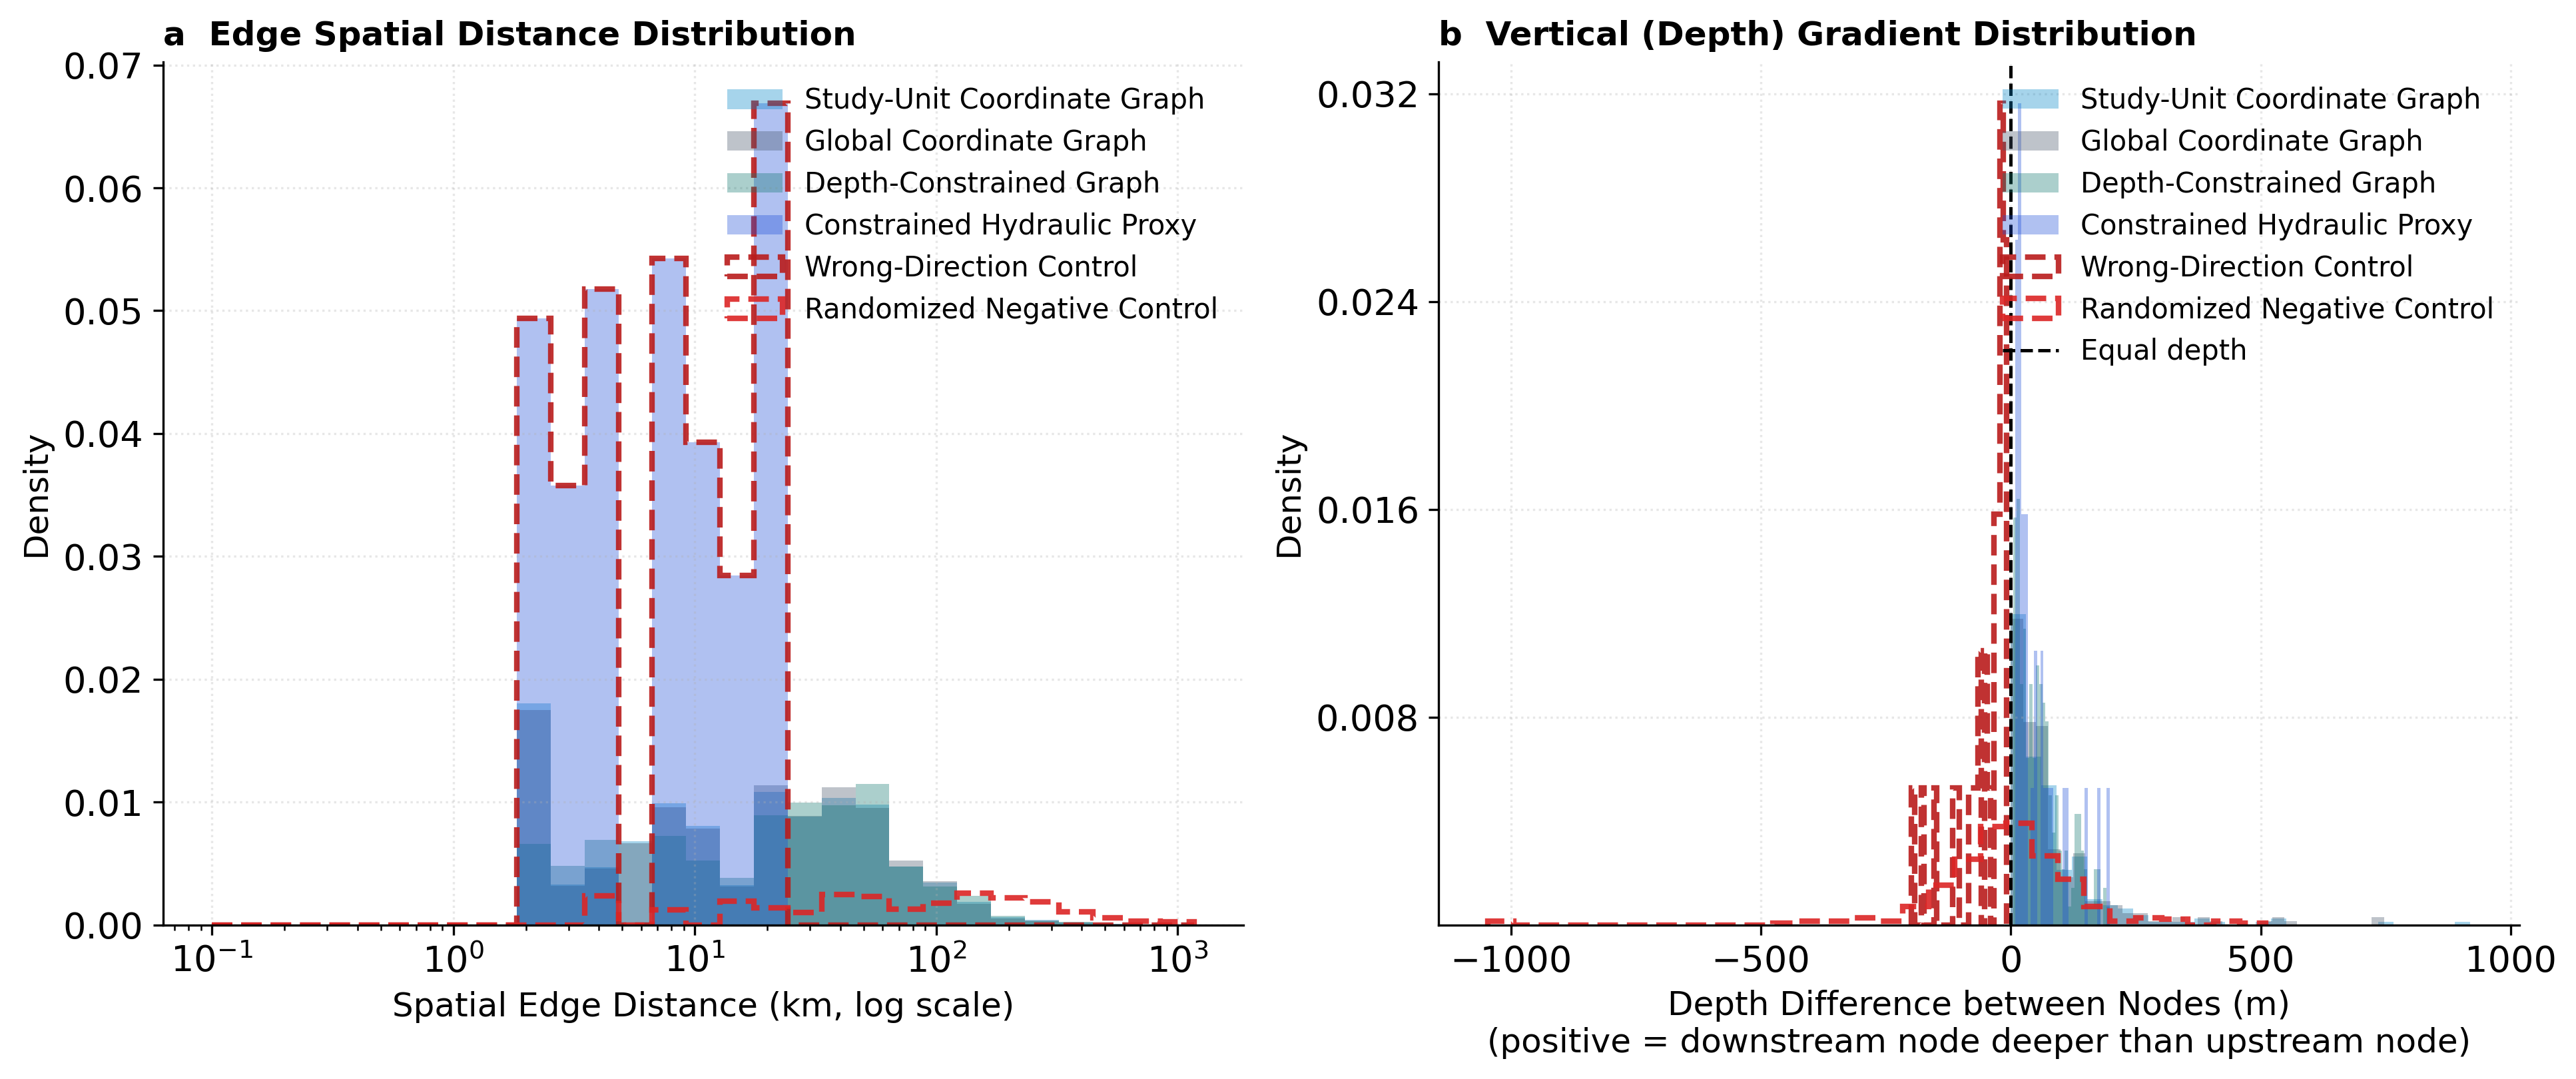 a Edge Spatial Distance Distribution
Density
0.07
0.06
0.05
0.04
0.03
0.02
0.01
0.00
Study-Unit Coordinate Graph
Global Coordinate Graph
Depth-Constrained Graph
Constrained Hydraulic Proxy
Wrong-Direction Control
Randomized Negative Control
10⁻¹ 10⁰ 10¹ 10² 10³
Spatial Edge Distance (km, log scale)
b Vertical (Depth) Gradient Distribution
Density
0.032
0.024
0.016
0.008
Study-Unit Coordinate Graph
Global Coordinate Graph
Depth-Constrained Graph
Constrained Hydraulic Proxy
Wrong-Direction Control
Randomized Negative Control
Equal depth
−1000 −500 0 500 1000
Depth Difference between Nodes (m)
(positive = downstream node deeper than upstream node)